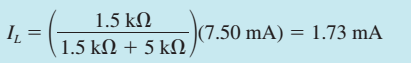 I_L = (1.5 kΩ / (1.5 kΩ + 5 kΩ))(7.50 mA) = 1.73 mA